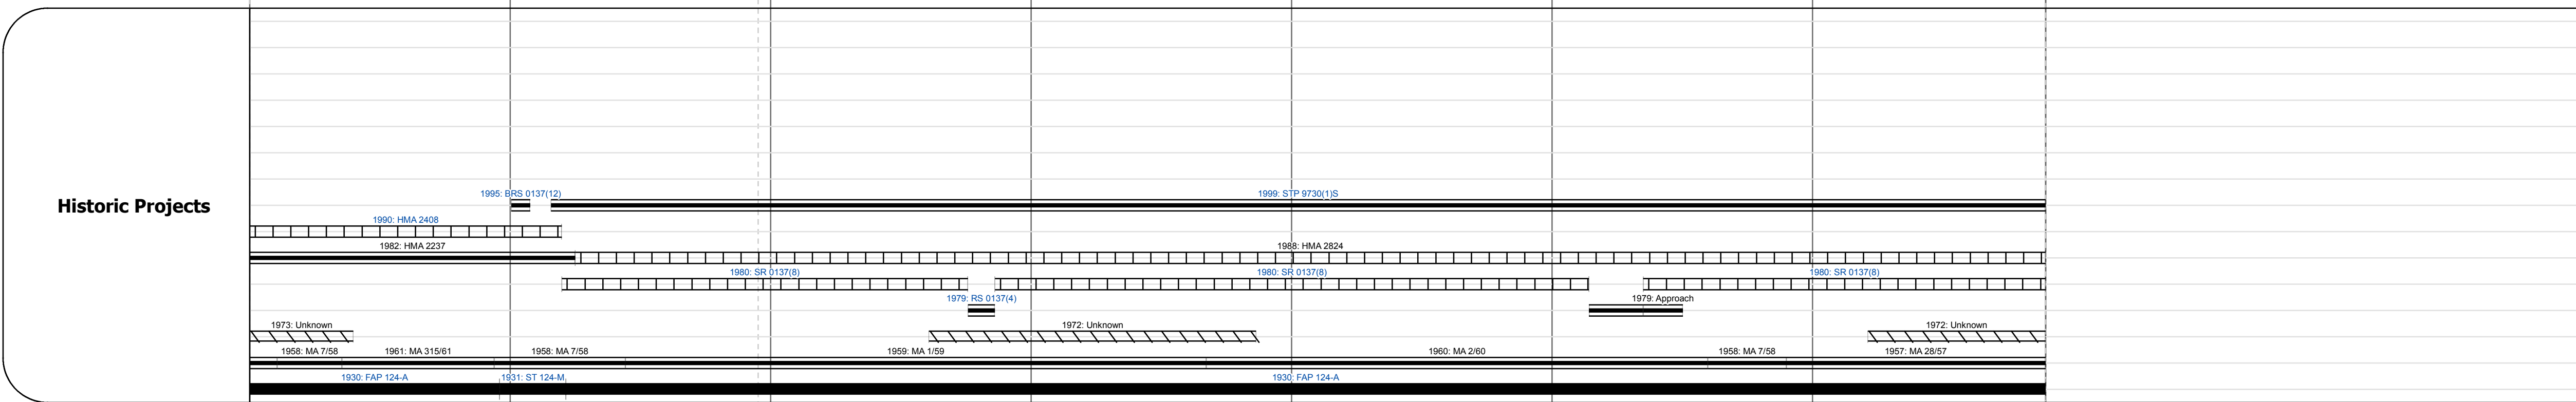 Historic Projects
1995: BRS 0137(12) 1999: STP 9730(1)S
1990: HMA 2408
1982: HMA 2237 1988: HMA 2824
1980: SR 0137(8) 1980: SR 0137(8) 1980: SR 0137(8)
1979: RS 0137(4) 1979: Approach
1973: Unknown 1972: Unknown 1972: Unknown
1958: MA 7/58 1961: MA 315/61 1958: MA 7/58 1959: MA 1/59 1960: MA 2/60 1958: MA 7/58 1957: MA 28/57
1930: FAP 124-A 1931: ST 124-M 1930: FAP 124-A